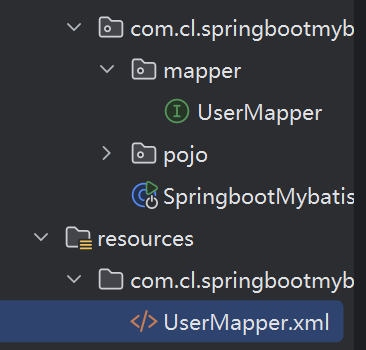 com.cl.springbootmyb
mapper
UserMapper
pojo
SpringbootMybatis
resources
com.cl.springbootmyb
UserMapper.xml